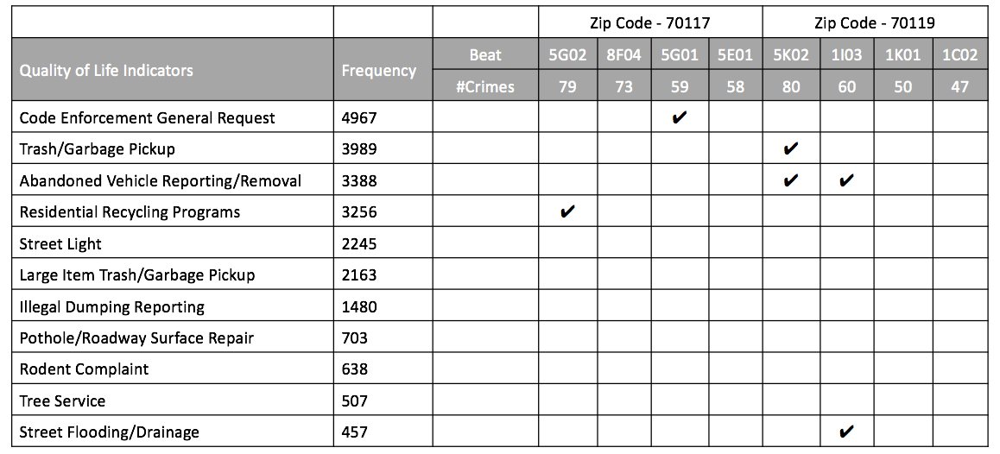 Zip Code - 70117 Zip Code - 70119
Quality of Life Indicators Frequency Beat 5G02 8F04 5G01 5E01 5K02 1I03 1K01 1C02
#Crimes 79 73 59 58 80 60 50 47
Code Enforcement General Request 4967 ✔
Trash/Garbage Pickup 3989 ✔
Abandoned Vehicle Reporting/Removal 3388 ✔ ✔
Residential Recycling Programs 3256 ✔
Street Light 2245
Large Item Trash/Garbage Pickup 2163
Illegal Dumping Reporting 1480
Pothole/Roadway Surface Repair 703
Rodent Complaint 638
Tree Service 507
Street Flooding/Drainage 457 ✔